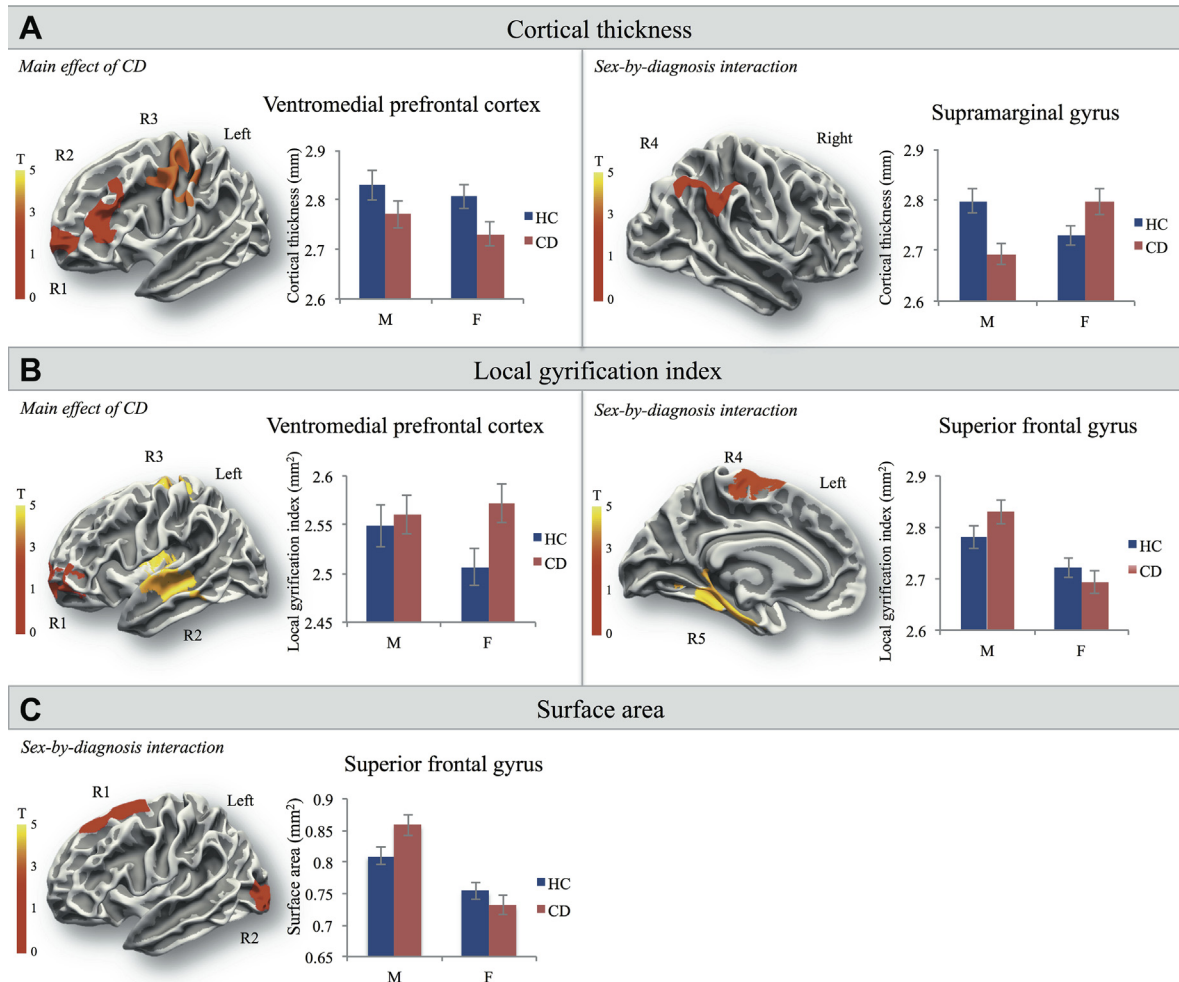 A Cortical thickness
Main effect of CD
Ventromedial prefrontal cortex
R3
Left
R2
R1
T
5
3
1
0
Cortical thickness (mm)
2.9
2.8
2.7
2.6
M F
HC
CD
Sex-by-diagnosis interaction
Supramarginal gyrus
Right
R4
T
5
3
1
0
Cortical thickness (mm)
2.9
2.8
2.7
2.6
M F
HC
CD
B Local gyrification index
Main effect of CD
Ventromedial prefrontal cortex
R3
Left
T
5
3
1
0
R1
R2
Local gyrification index (mm²)
2.6
2.55
2.5
2.45
M F
HC
CD
Sex-by-diagnosis interaction
Superior frontal gyrus
R4
Left
T
5
3
1
0
R5
Local gyrification index (mm²)
2.9
2.8
2.7
2.6
M F
HC
CD
C Surface area
Sex-by-diagnosis interaction
Superior frontal gyrus
R1
Left
T
5
3
1
0
R2
Surface area (mm²)
0.9
0.85
0.8
0.75
0.7
0.65
M F
HC
CD